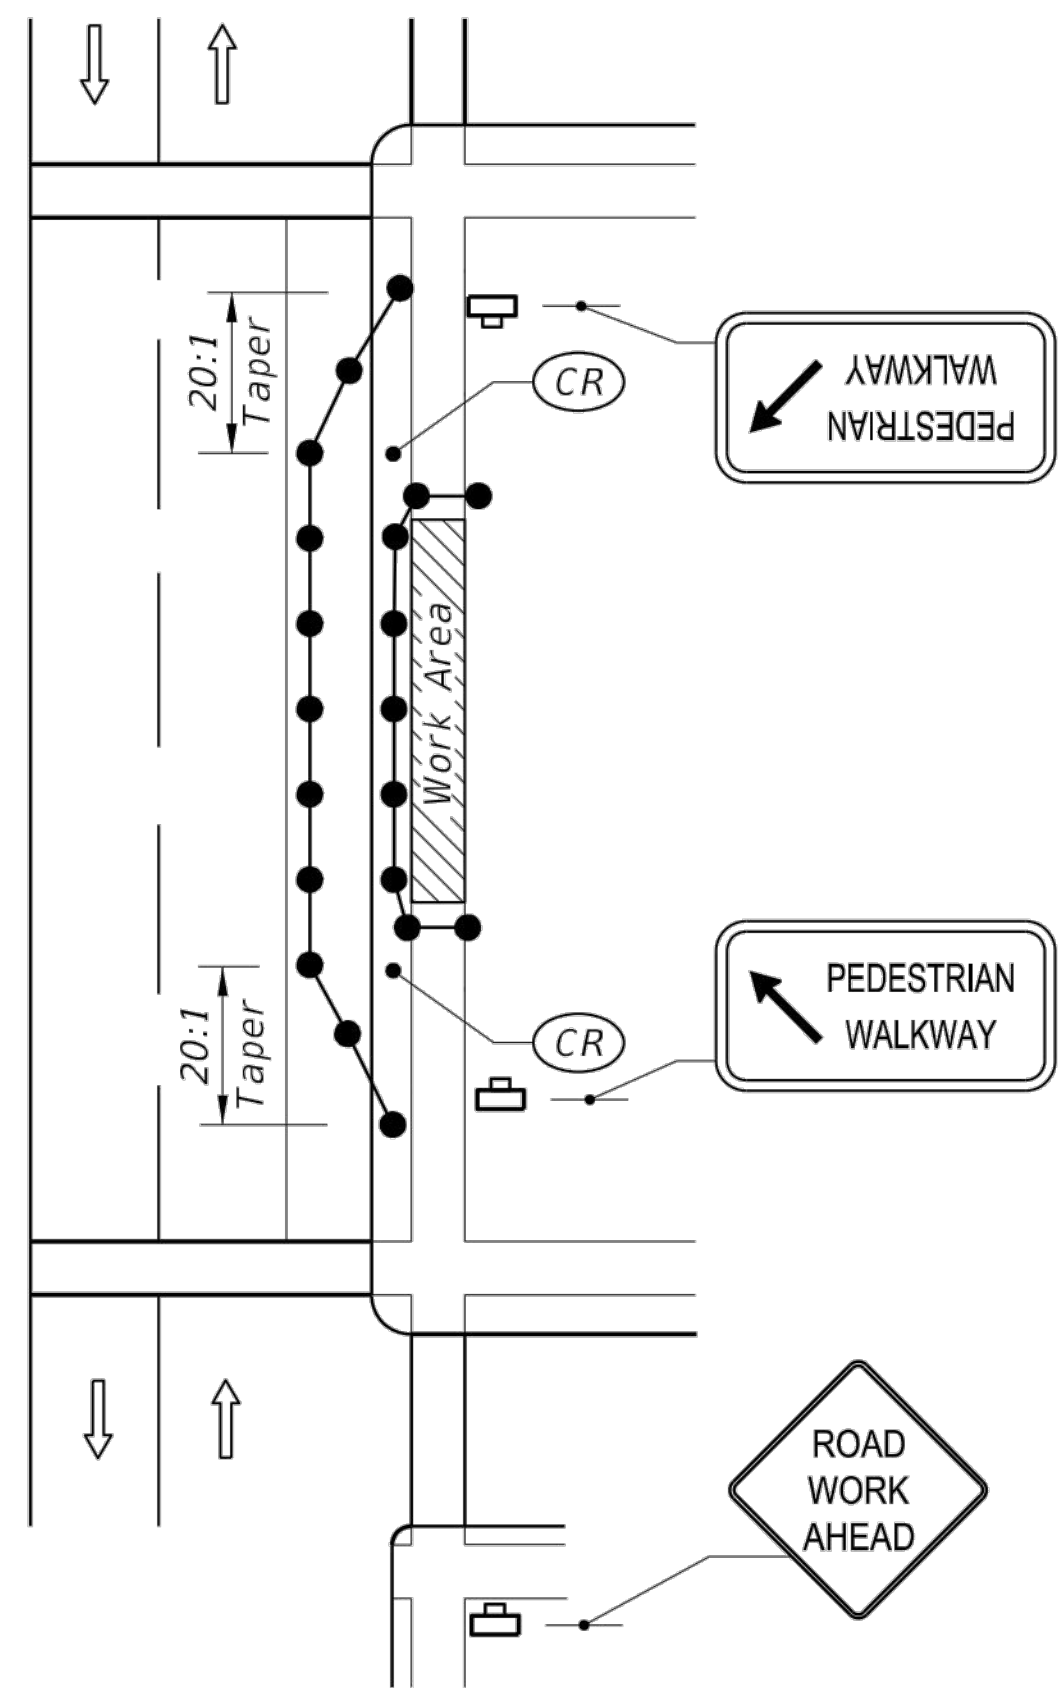 20:1
Taper
CR
PEDESTRIAN
WALKWAY
Work Area
20:1
Taper
CR
PEDESTRIAN
WALKWAY
ROAD
WORK
AHEAD